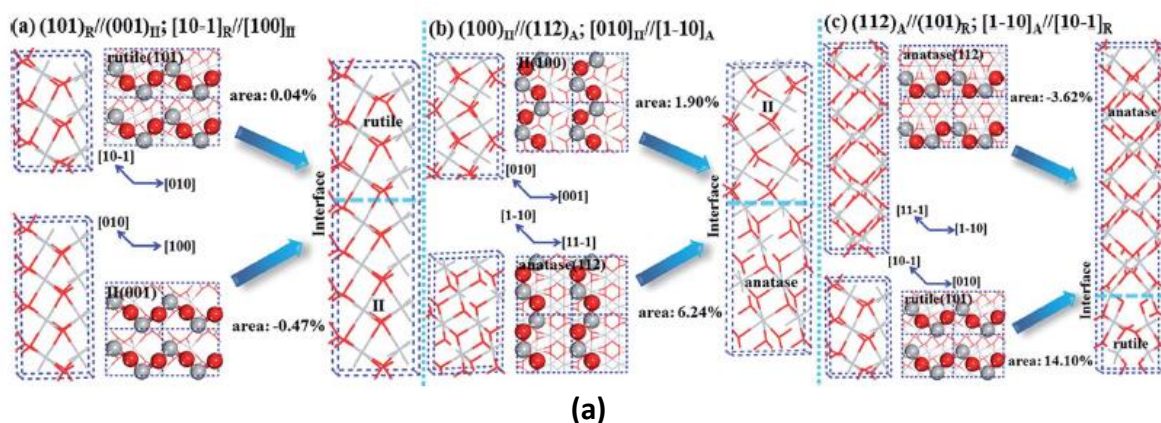 (a) (101)R//(001)II; [10-1]R//[100]II
rutile(101)
area: 0.04%
[10-1]
[010]
[010]
[100]
II(001)
area: -0.47%
rutile
Interface
II
(b) (100)II//(112)A; [010]II//[1-10]A
II(100)
area: 1.90%
[010]
[001]
[1-10]
[11-1]
anatase(112)
area: 6.24%
II
Interface
anatase
(c) (112)A//(101)R; [1-10]A//[10-1]R
anatase(112)
area: -3.62%
[11-1]
[1-10]
[10-1]
[010]
rutile(101)
area: 14.10%
anatase
Interface
rutile
(a)